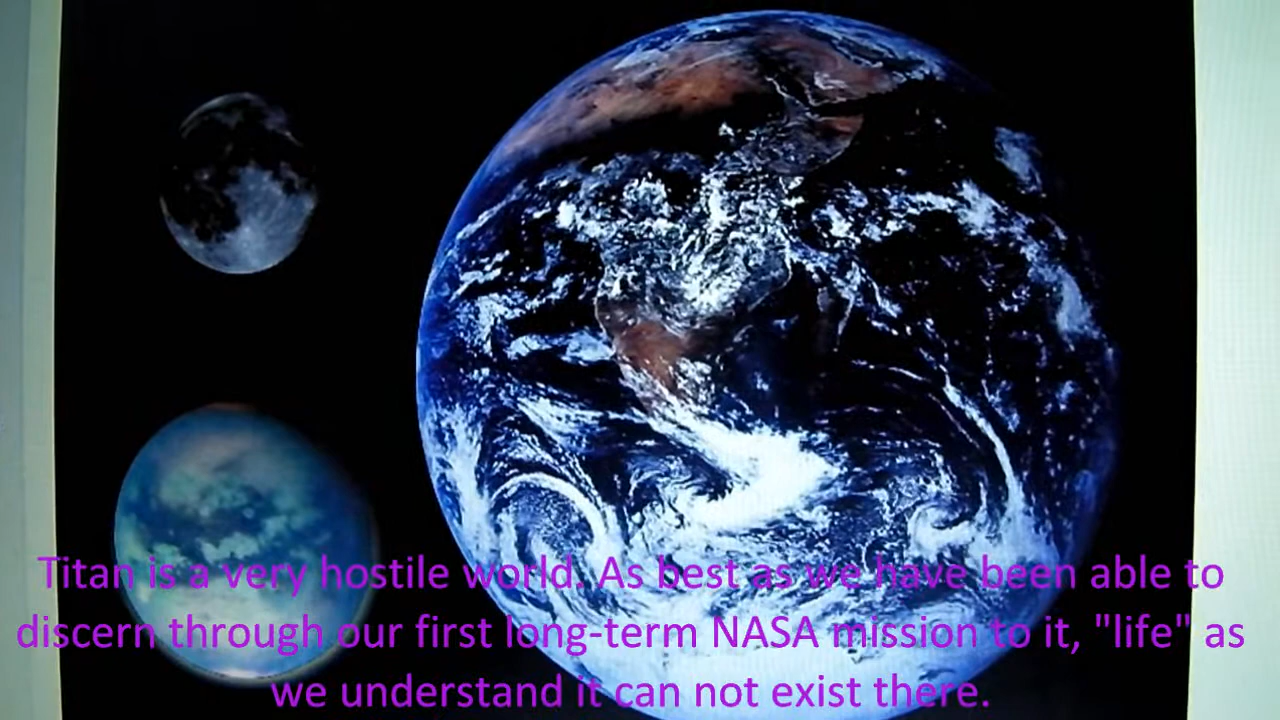 Titan is a very hostile world. As best as we have been able to
discern through our first long-term NASA mission to it, "life" as
we understand it can not exist there.